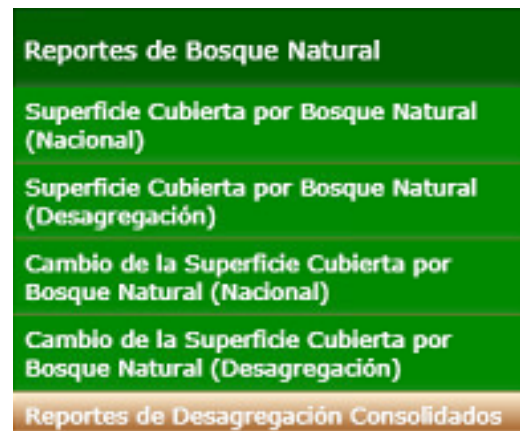 Reportes de Bosque Natural
Superficie Cubierta por Bosque Natural
(Nacional)
Superficie Cubierta por Bosque Natural
(Desagregación)
Cambio de la Superficie Cubierta por
Bosque Natural (Nacional)
Cambio de la Superficie Cubierta por
Bosque Natural (Desagregación)
Reportes de Desagregación Consolidados